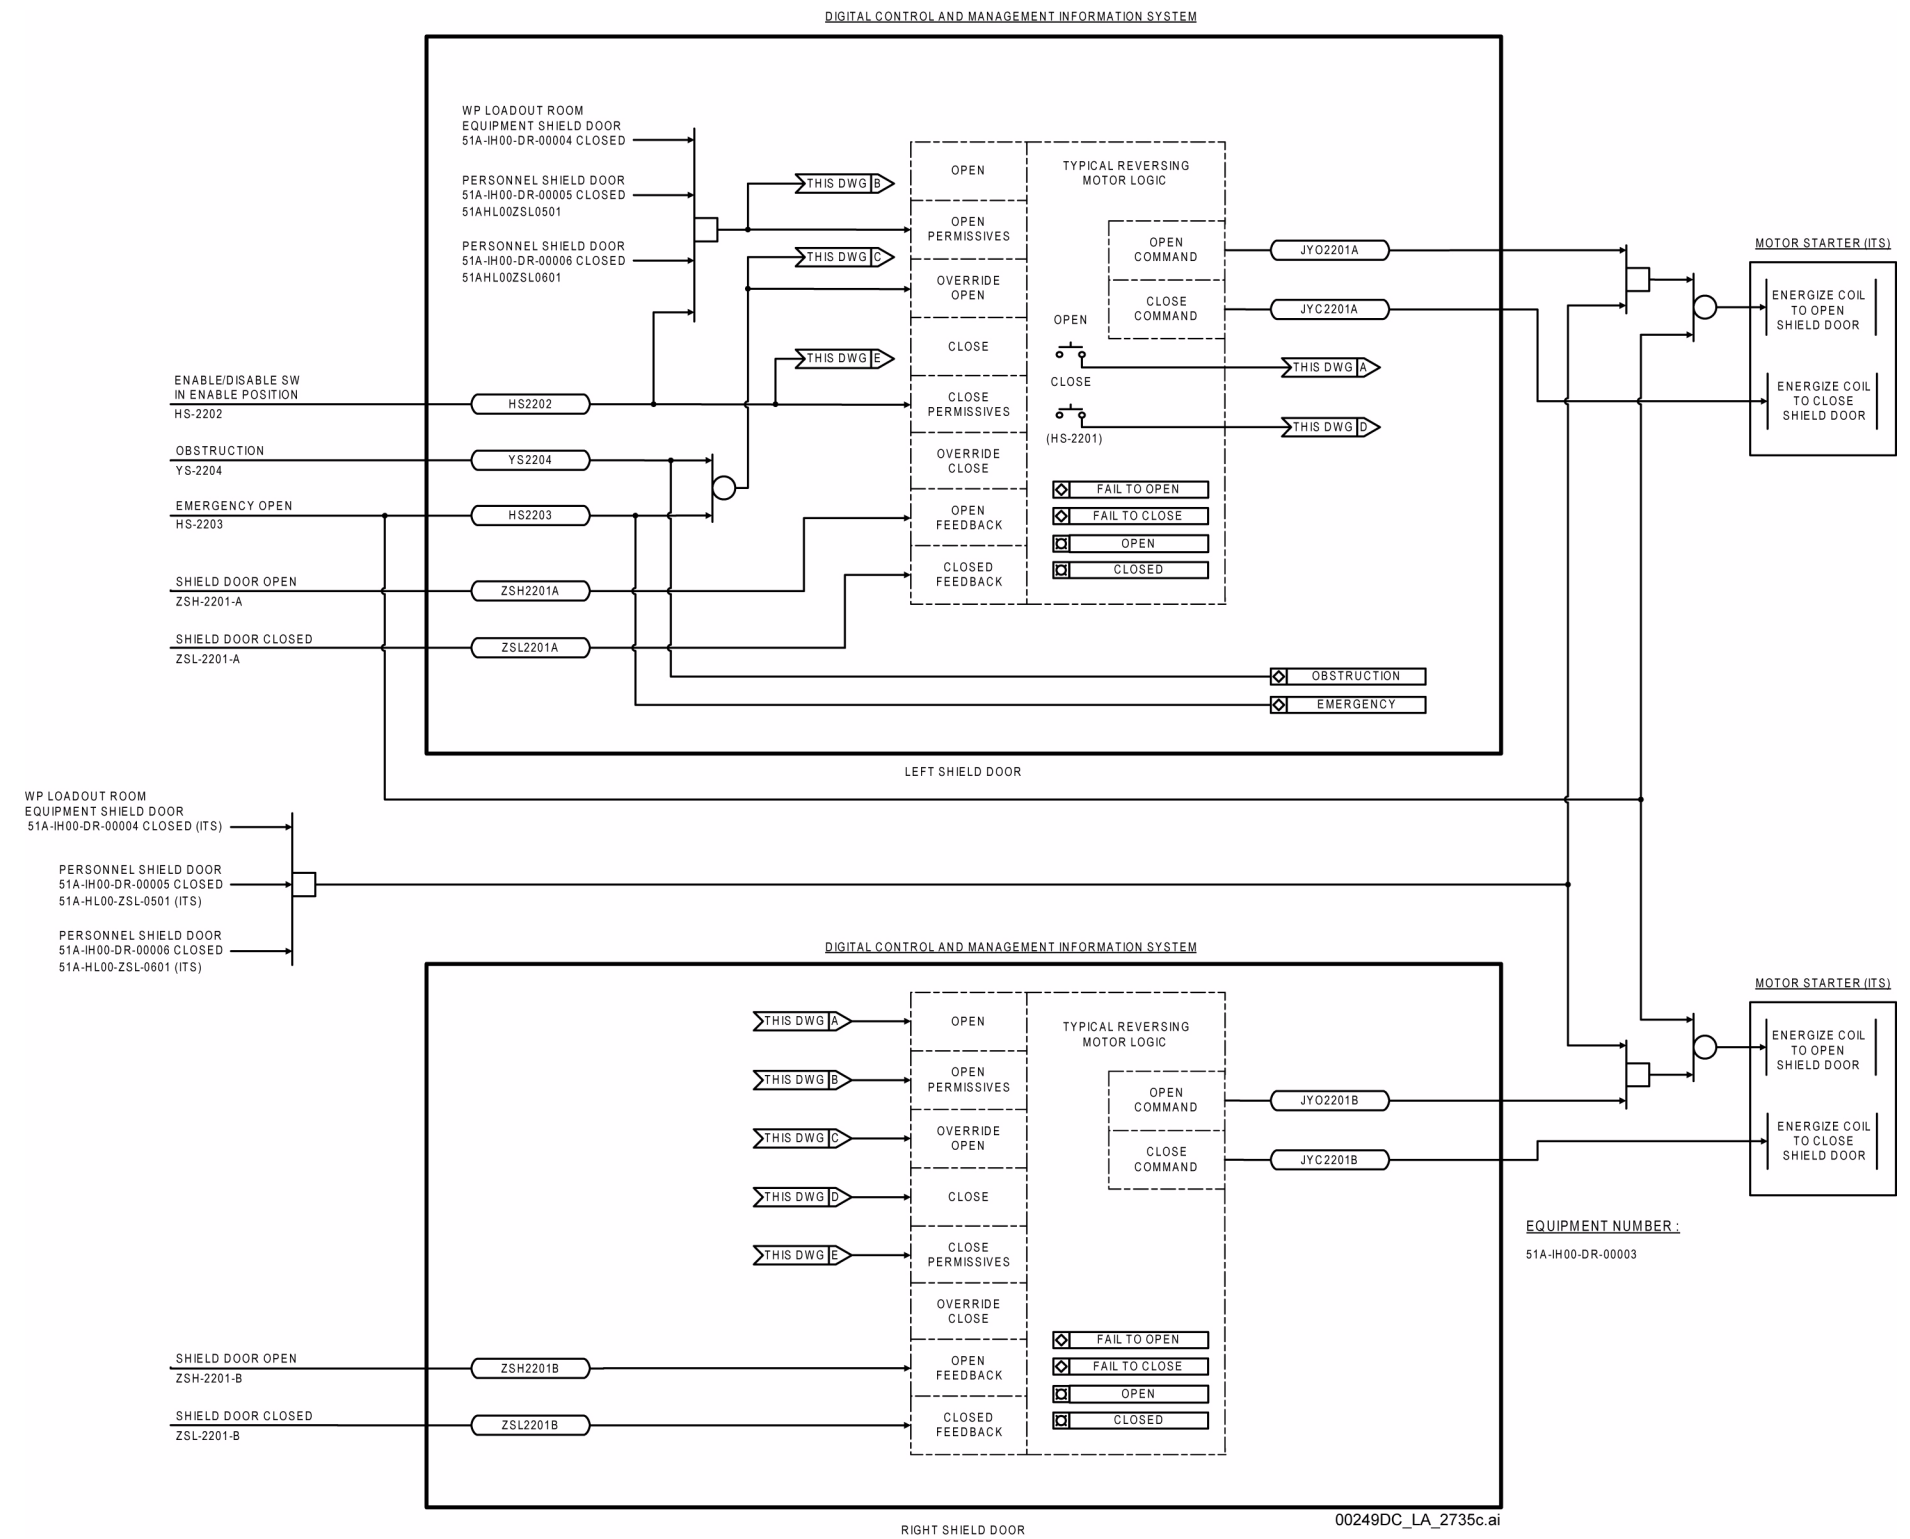 DIGITAL CONTROL AND MANAGEMENT INFORMATION SYSTEM
WP LOADOUT ROOM
EQUIPMENT SHIELD DOOR
51A-IH00-DR-00004 CLOSED
PERSONNEL SHIELD DOOR
51A-IH00-DR-00005 CLOSED
51AHL00ZSL0501
PERSONNEL SHIELD DOOR
51A-IH00-DR-00006 CLOSED
51AHL00ZSL0601
THIS DWG B
THIS DWG C
THIS DWG E
OPEN
OPEN
PERMISSIVES
OVERRIDE
OPEN
CLOSE
CLOSE
PERMISSIVES
OVERRIDE
CLOSE
OPEN
FEEDBACK
CLOSED
FEEDBACK
TYPICAL REVERSING
MOTOR LOGIC
OPEN
COMMAND
CLOSE
COMMAND
OPEN
CLOSE
(HS-2201)
FAIL TO OPEN
FAIL TO CLOSE
OPEN
CLOSED
JYO2201A
JYC2201A
THIS DWG A
THIS DWG D
OBSTRUCTION
EMERGENCY
MOTOR STARTER (ITS)
ENERGIZE COIL
TO OPEN
SHIELD DOOR
ENERGIZE COIL
TO CLOSE
SHIELD DOOR
ENABLE/DISABLE SW
IN ENABLE POSITION
HS-2202
HS2202
OBSTRUCTION
YS-2204
YS2204
EMERGENCY OPEN
HS-2203
HS2203
SHIELD DOOR OPEN
ZSH-2201-A
ZSH2201A
SHIELD DOOR CLOSED
ZSL-2201-A
ZSL2201A
LEFT SHIELD DOOR
WP LOADOUT ROOM
EQUIPMENT SHIELD DOOR
51A-IH00-DR-00004 CLOSED (ITS)
PERSONNEL SHIELD DOOR
51A-IH00-DR-00005 CLOSED
51A-HL00-ZSL-0501 (ITS)
PERSONNEL SHIELD DOOR
51A-IH00-DR-00006 CLOSED
51A-HL00-ZSL-0601 (ITS)
DIGITAL CONTROL AND MANAGEMENT INFORMATION SYSTEM
THIS DWG A
THIS DWG B
THIS DWG C
THIS DWG D
THIS DWG E
OPEN
OPEN
PERMISSIVES
OVERRIDE
OPEN
CLOSE
CLOSE
PERMISSIVES
OVERRIDE
CLOSE
OPEN
FEEDBACK
CLOSED
FEEDBACK
TYPICAL REVERSING
MOTOR LOGIC
OPEN
COMMAND
CLOSE
COMMAND
FAIL TO OPEN
FAIL TO CLOSE
OPEN
CLOSED
JYO2201B
JYC2201B
MOTOR STARTER (ITS)
ENERGIZE COIL
TO OPEN
SHIELD DOOR
ENERGIZE COIL
TO CLOSE
SHIELD DOOR
EQUIPMENT NUMBER :
51A-IH00-DR-00003
SHIELD DOOR OPEN
ZSH-2201-B
ZSH2201B
SHIELD DOOR CLOSED
ZSL-2201-B
ZSL2201B
00249DC_LA_2735c.ai
RIGHT SHIELD DOOR